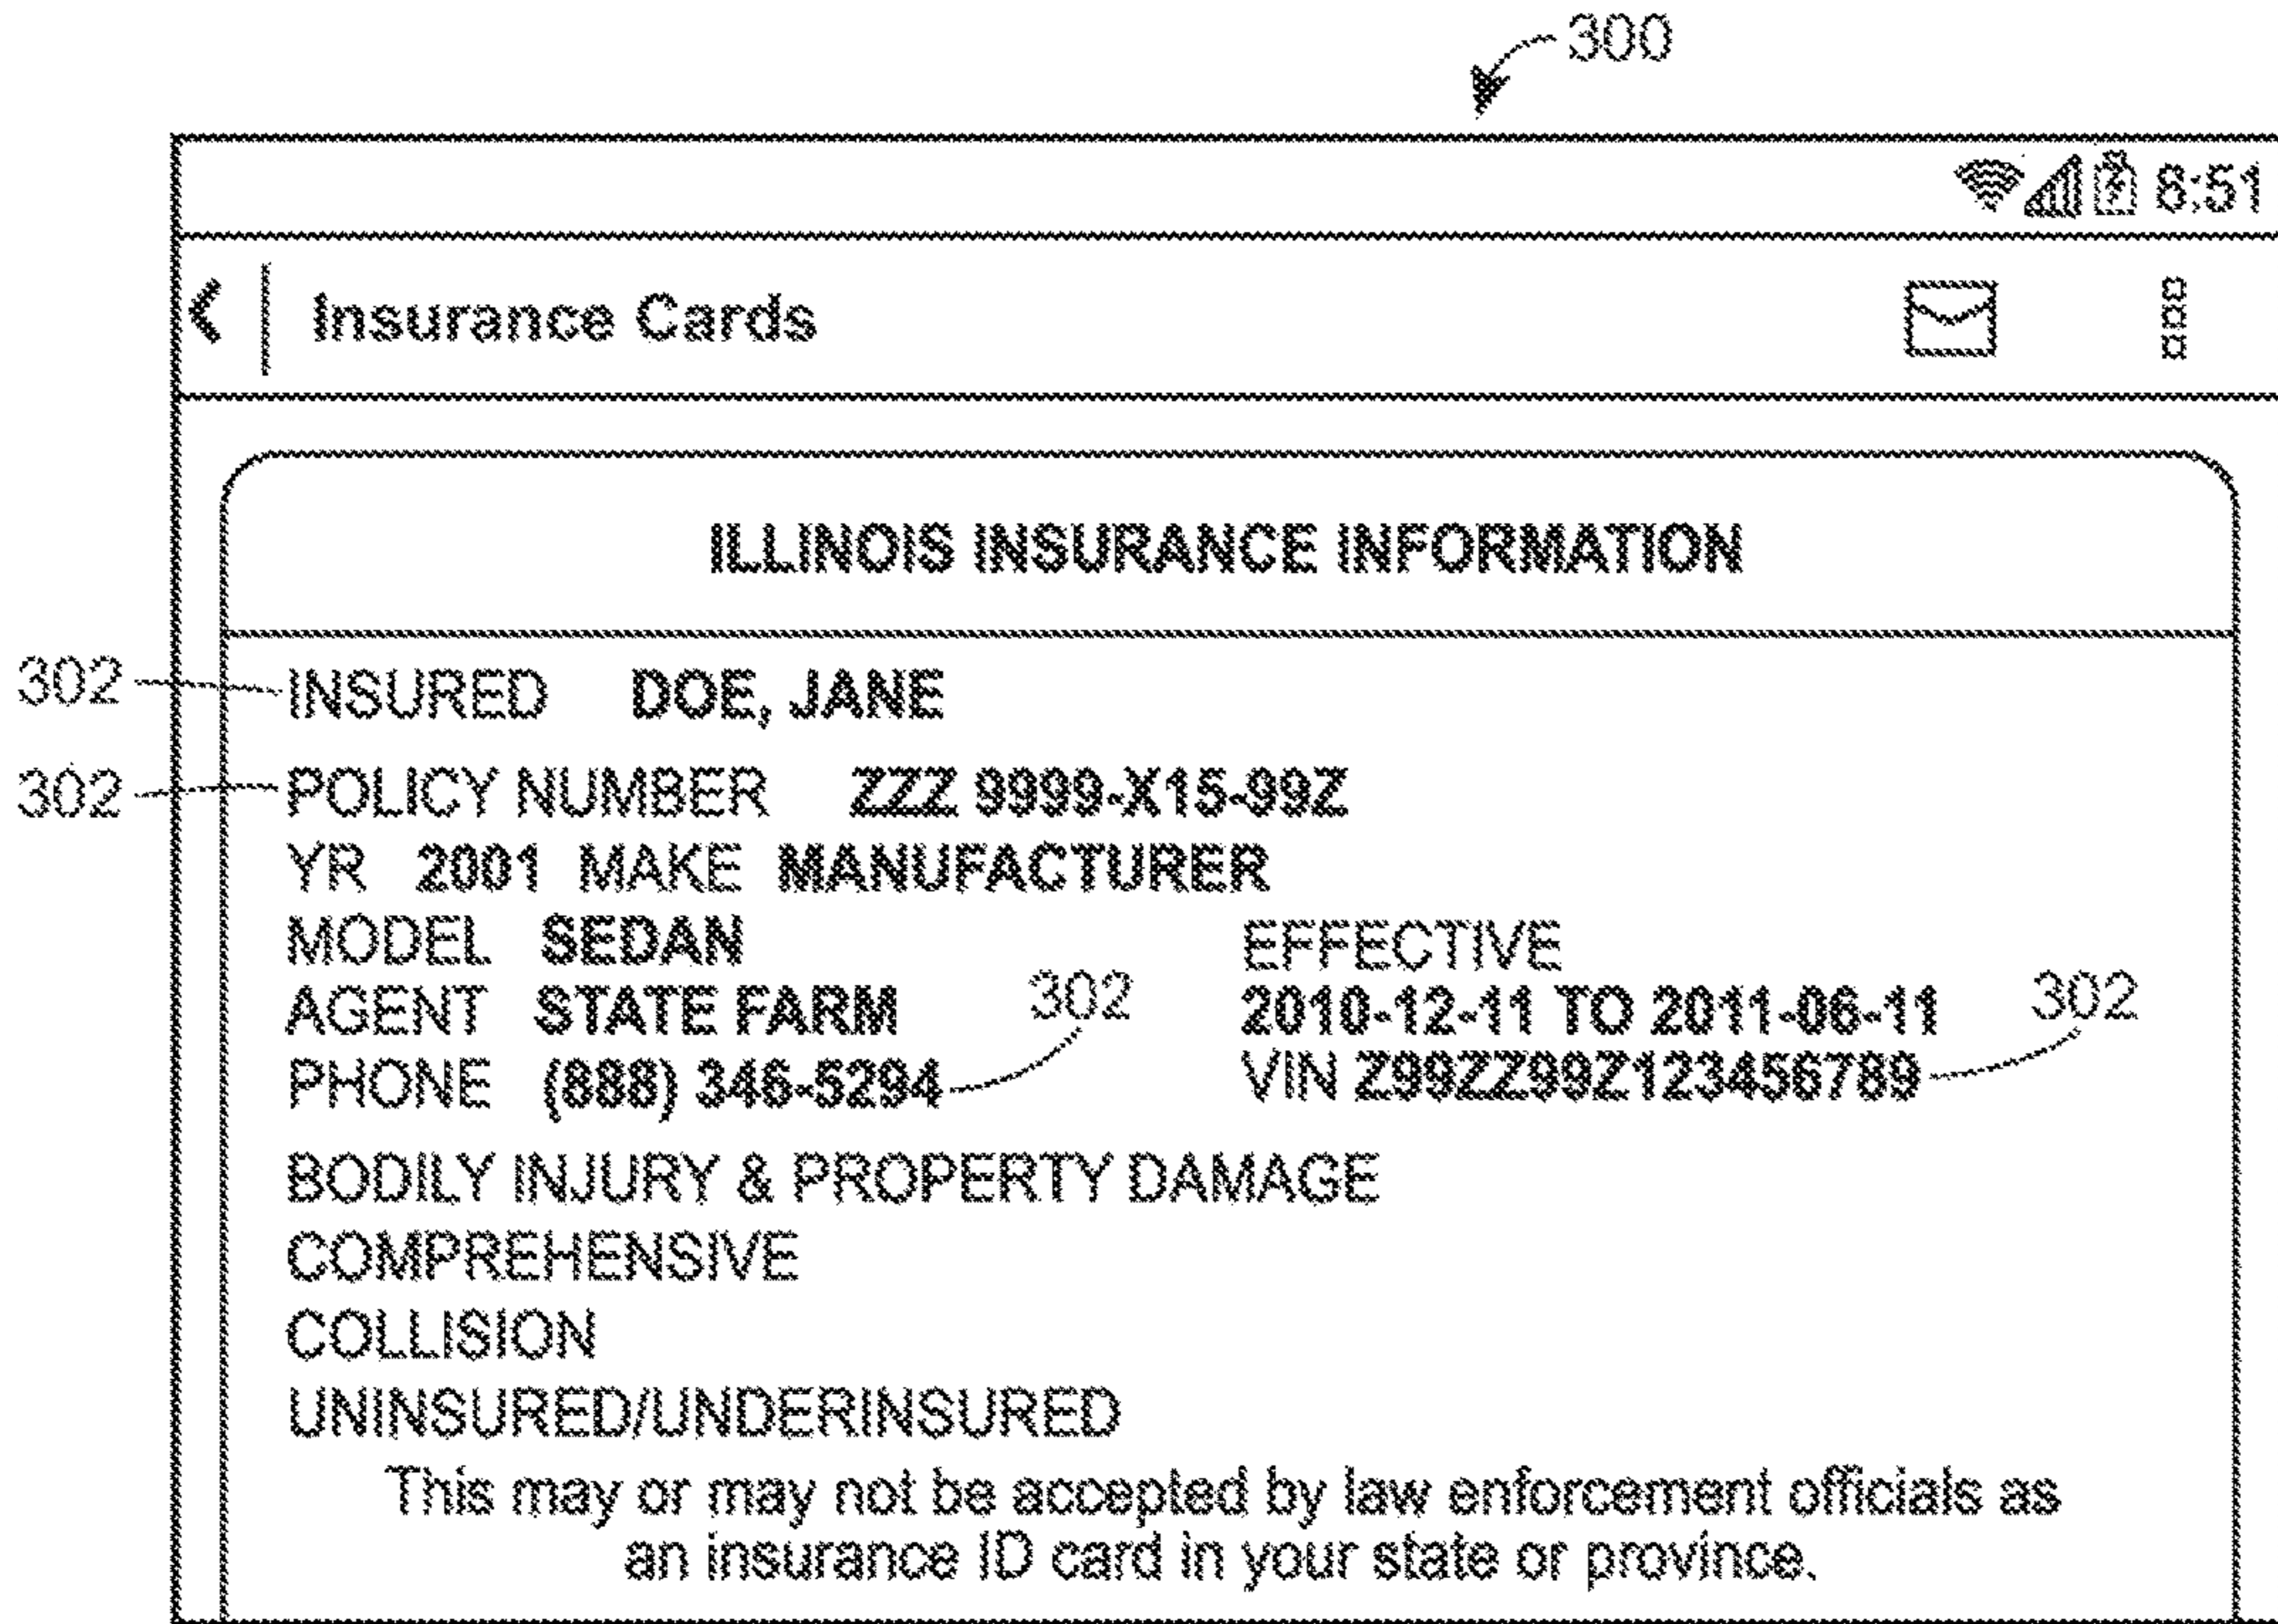 300
6:51
Insurance Cards
ILLINOIS INSURANCE INFORMATION
302 INSURED DOE, JANE
302 POLICY NUMBER ZZZ 9999-X15-99Z
YR 2001 MAKE MANUFACTURER
MODEL SEDAN
AGENT STATE FARM 302
PHONE (888) 346-5294
EFFECTIVE
2010-12-11 TO 2011-06-11 302
VIN Z99ZZ99Z123456789
BODILY INJURY & PROPERTY DAMAGE
COMPREHENSIVE
COLLISION
UNINSURED/UNDERINSURED
This may or may not be accepted by law enforcement officials as
an insurance ID card in your state or province.